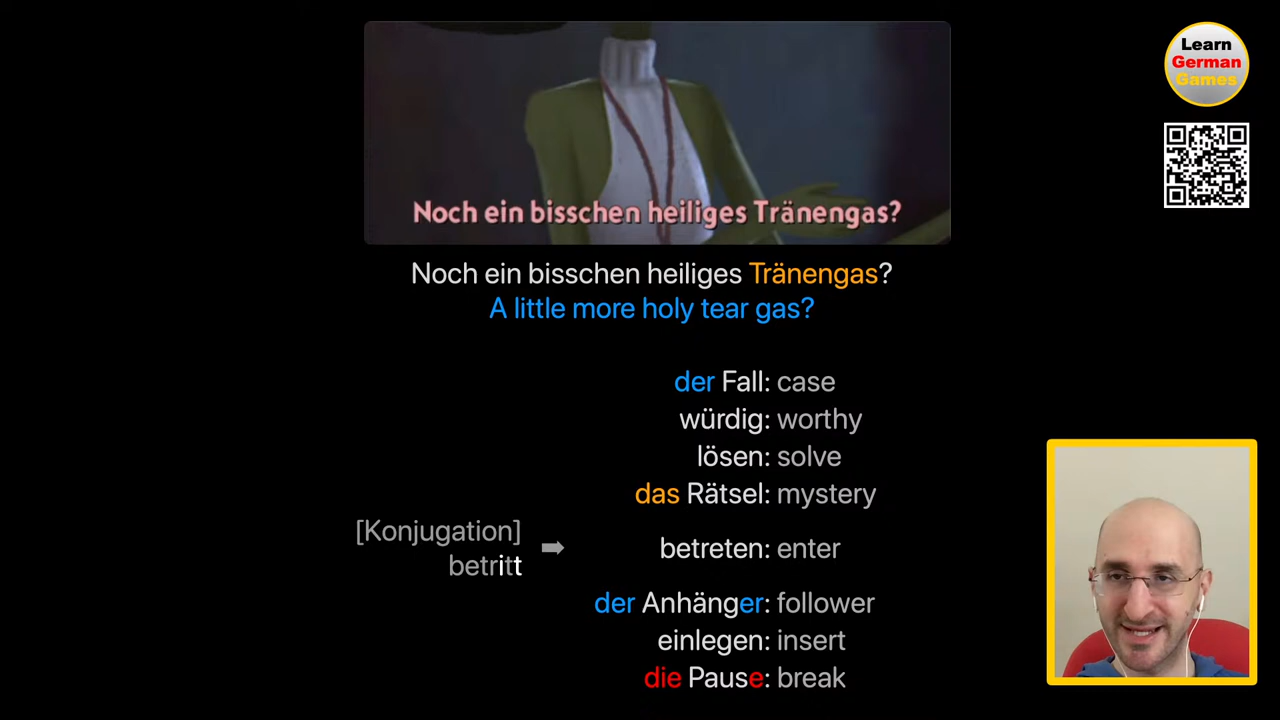 Learn
German
Games
Noch ein bisschen heiliges Tränengas?
Noch ein bisschen heiliges Tränengas?
A little more holy tear gas?
der Fall: case
würdig: worthy
lösen: solve
das Rätsel: mystery
[Konjugation]
betritt
➡ betreten: enter
der Anhänger: follower
einlegen: insert
die Pause: break